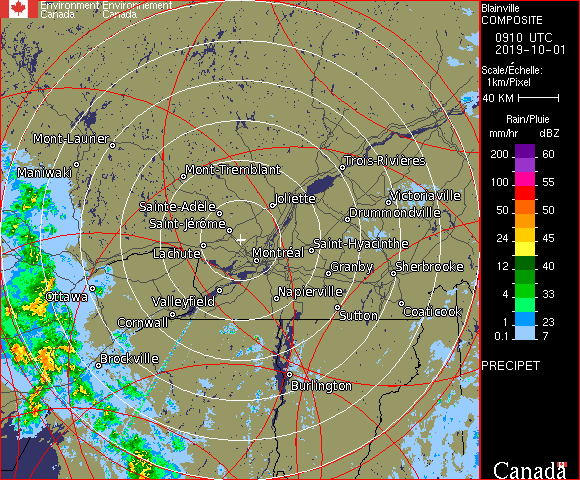 Environment Environnement
Canada Canada
Blainville
COMPOSITE
0910 UTC
2019-10-01
Scale/Échelle:
1km/Pixel
40 KM
Rain/Pluie
mm/hr dBZ
200 60
100 55
50 50
24 45
12 40
4 33
1 23
0.1 7
PRECIPET
Canada
Mont-Laurier
Maniwaki
Mont-Tremblant
Trois-Rivières
Joliette
Victoriaville
Sainte-Adèle
Drummondville
Saint-Jérôme
Saint-Hyacinthe
Lachute
Montréal
Granby
Sherbrooke
Ottawa
Valleyfield
Napierville
Coaticook
Cornwall
Sutton
Brockville
Burlington